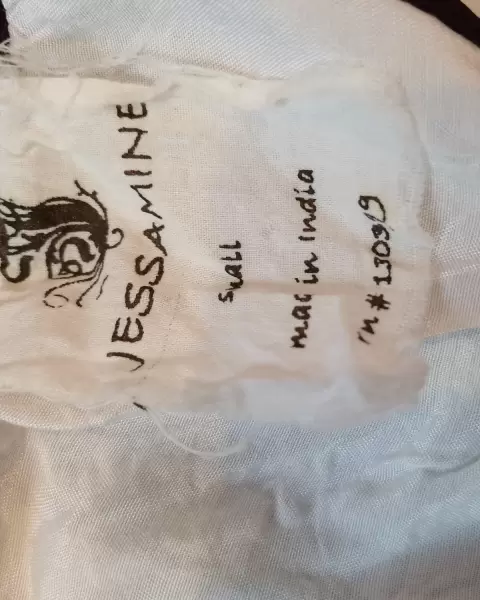 JESSAMINE
small
made in India
rn # 130919